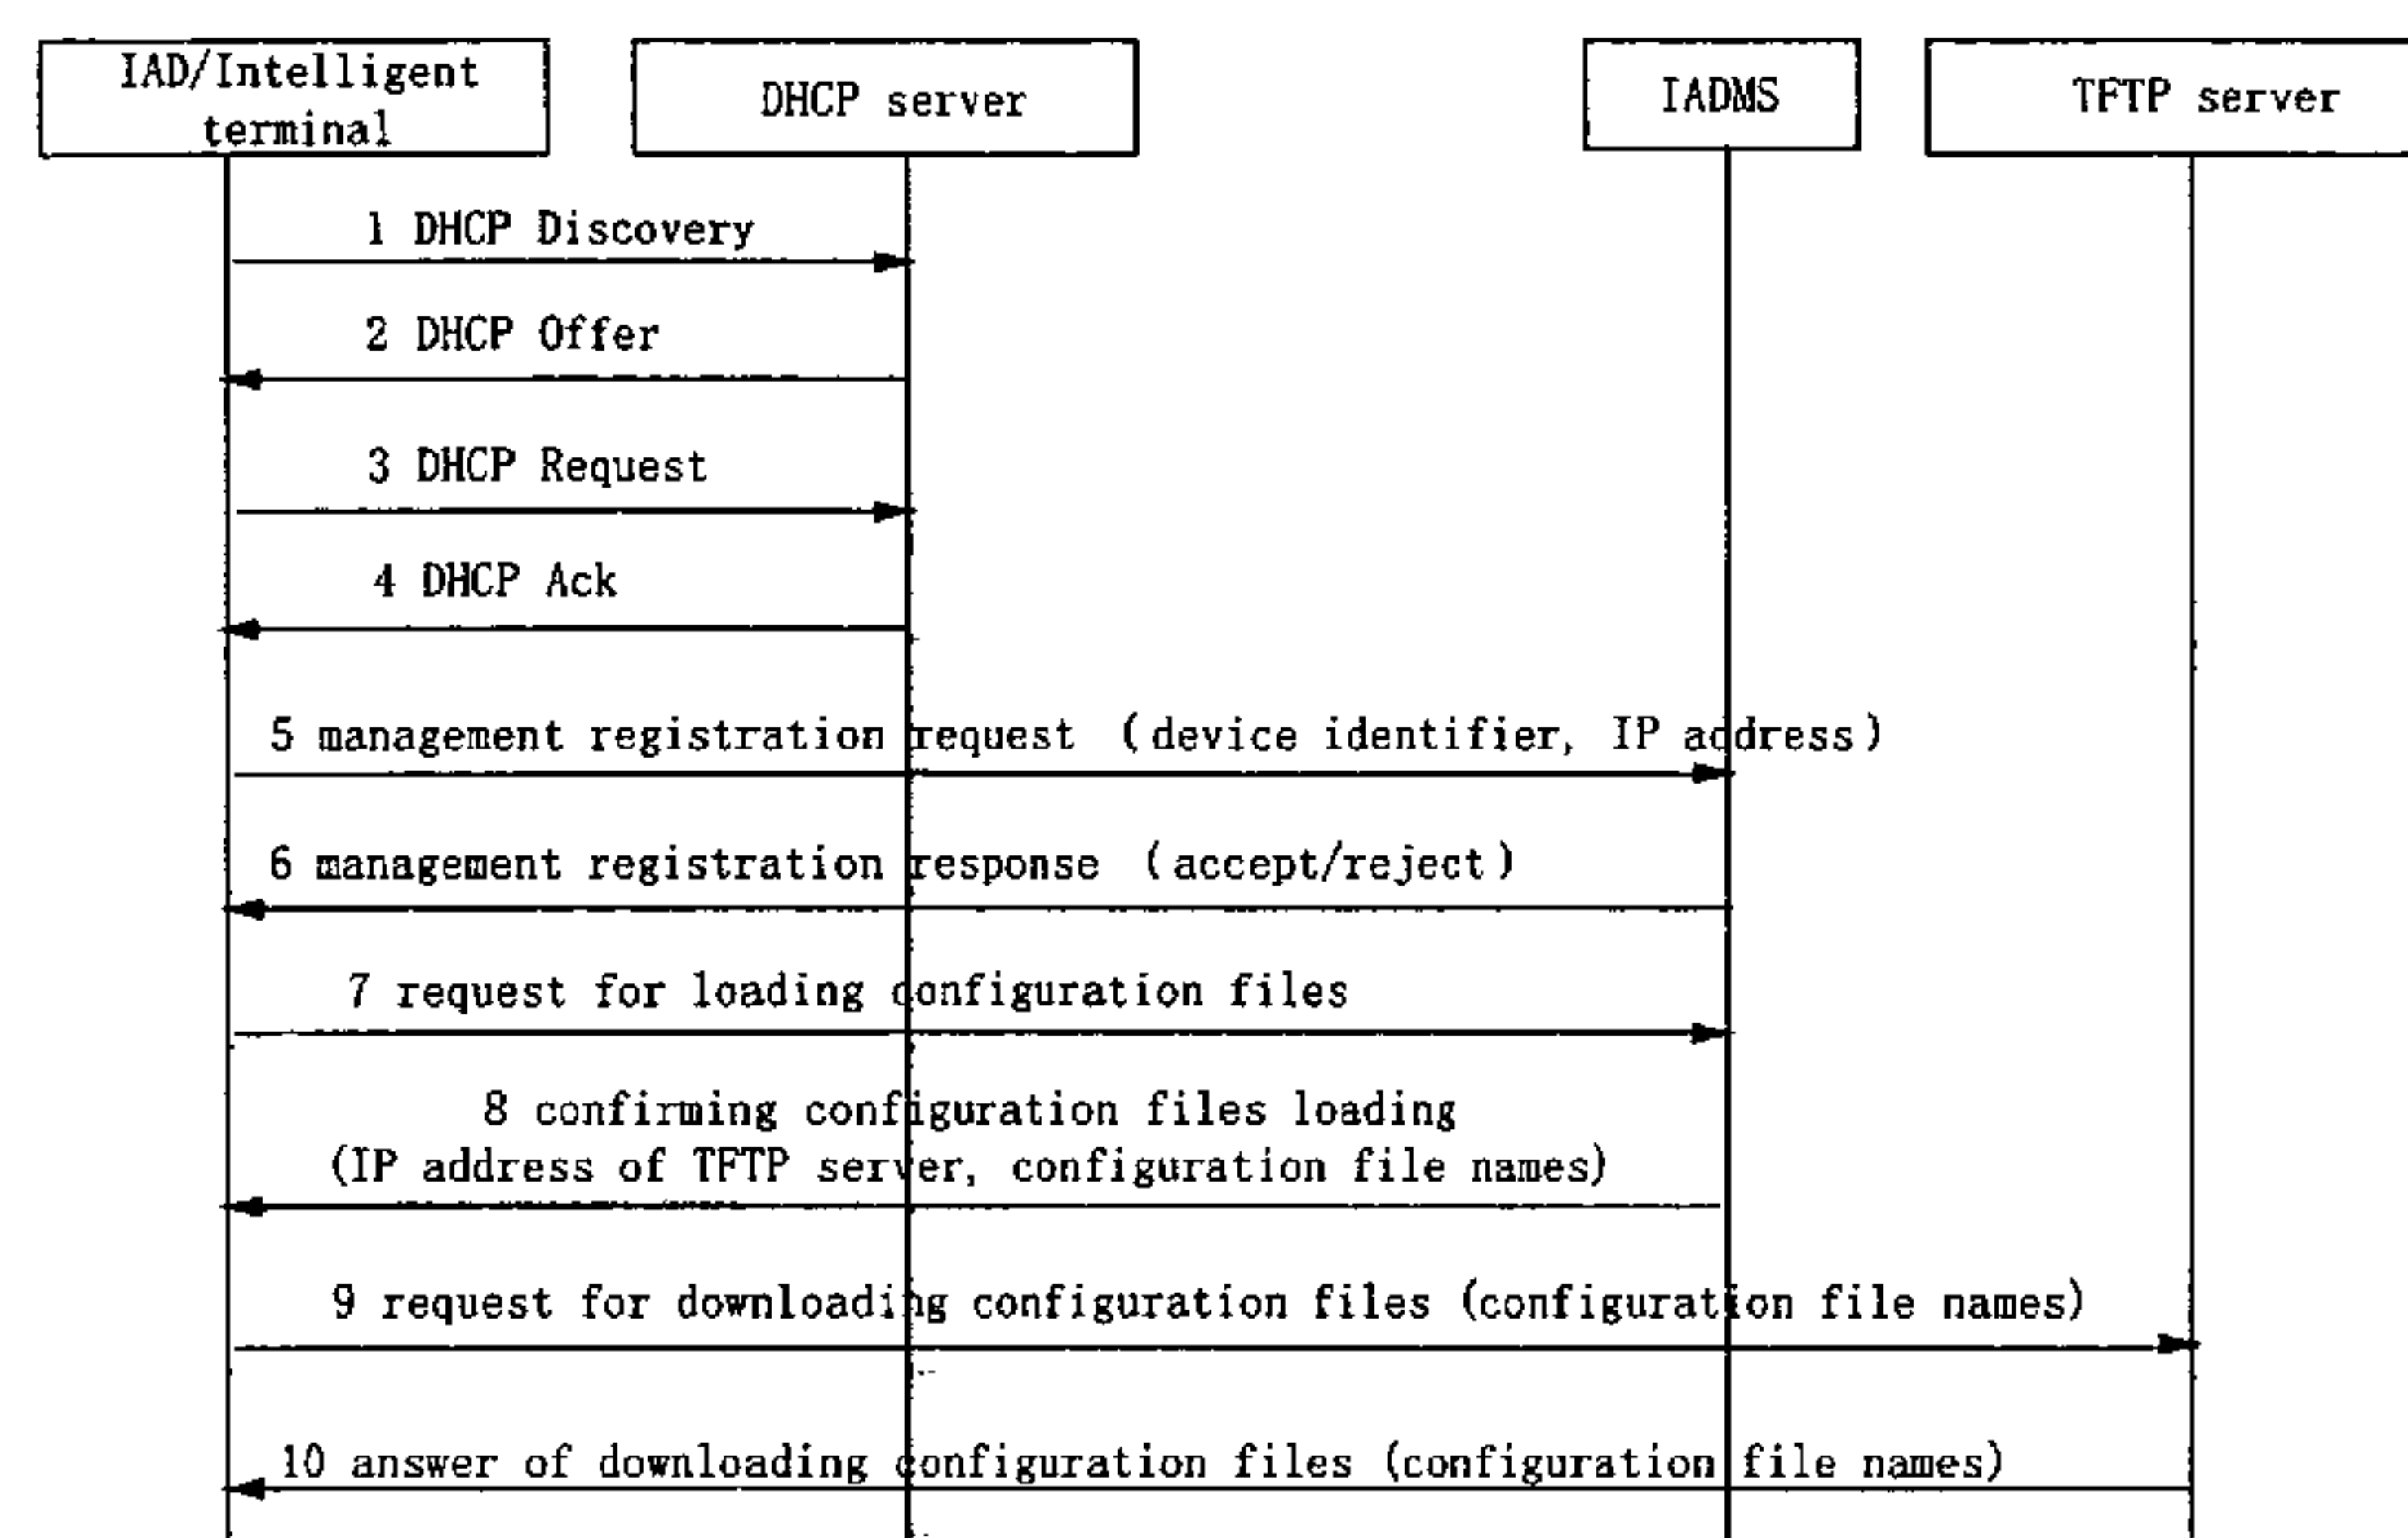 IAD/Intelligent
terminal
DHCP server
IADMS
TFTP server
1 DHCP Discovery
2 DHCP Offer
3 DHCP Request
4 DHCP Ack
5 management registration request (device identifier, IP address)
6 management registration response (accept/reject)
7 request for loading configuration files
8 confirming configuration files loading
(IP address of TFTP server, configuration file names)
9 request for downloading configuration files (configuration file names)
10 answer of downloading configuration files (configuration file names)